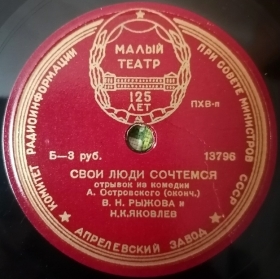 КОМИТЕТ РАДИОИНФОРМАЦИИ ПРИ СОВЕТЕ МИНИСТРОВ СССР
МАЛЫЙ
ТЕАТР
125
ЛЕТ
ПХВ-п
Б—3 руб.
13796
СВОИ ЛЮДИ СОЧТЕМСЯ
отрывок из комедии
А. Островского (оконч.)
В. Н. РЫЖОВА и
Н.К.ЯКОВЛЕВ
АПРЕЛЕВСКИЙ ЗАВОД